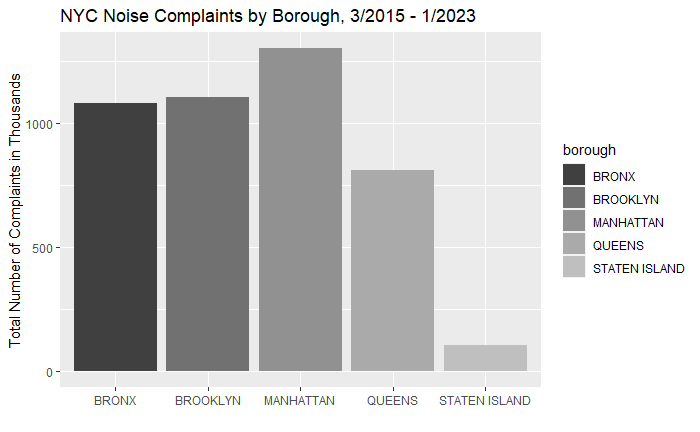 NYC Noise Complaints by Borough, 3/2015 - 1/2023
Total Number of Complaints in Thousands
1000
500
0
BRONX BROOKLYN MANHATTAN QUEENS STATEN ISLAND
borough
BRONX
BROOKLYN
MANHATTAN
QUEENS
STATEN ISLAND